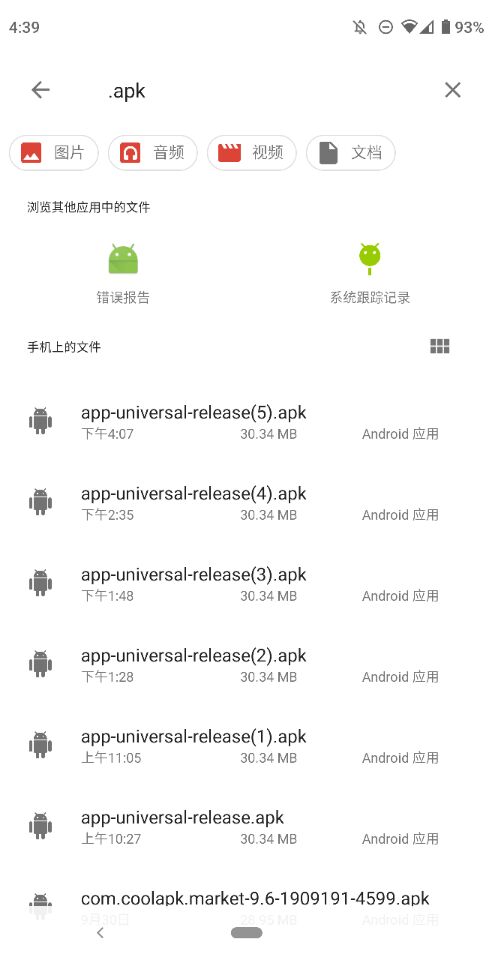 4:39 93%
.apk
图片 音频 视频 文档
浏览其他应用中的文件
错误报告 系统跟踪记录
手机上的文件
app-universal-release(5).apk
下午4:07 30.34 MB Android 应用
app-universal-release(4).apk
下午2:35 30.34 MB Android 应用
app-universal-release(3).apk
下午1:48 30.34 MB Android 应用
app-universal-release(2).apk
下午1:28 30.34 MB Android 应用
app-universal-release(1).apk
上午11:05 30.34 MB Android 应用
app-universal-release.apk
上午10:27 30.34 MB Android 应用
com.coolapk.market-9.6-1909191-4599.apk
9月30日 28.95 MB Android 应用